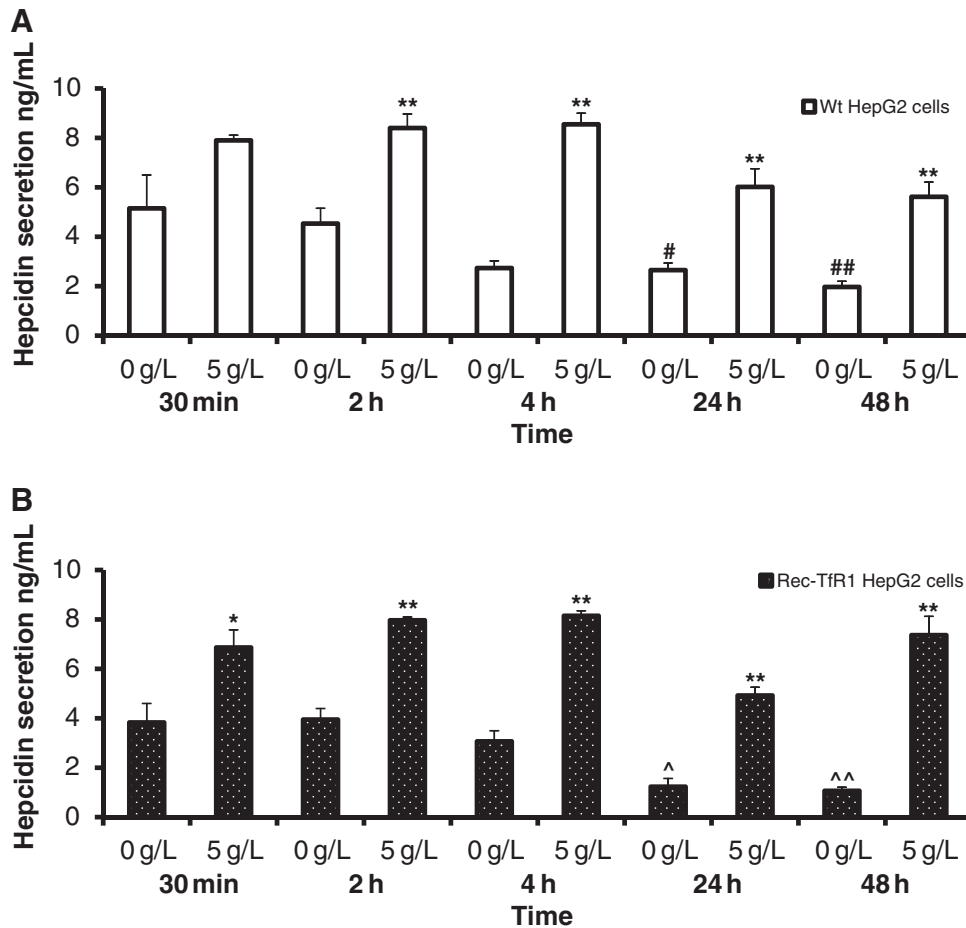 A
Hepcidin secretion ng/mL
10
8
6
4
2
0
Wt HepG2 cells
**
**
**
**
#
##
0 g/L 5 g/L 0 g/L 5 g/L 0 g/L 5 g/L 0 g/L 5 g/L 0 g/L 5 g/L
30 min 2 h 4 h 24 h 48 h
Time
B
Hepcidin secretion ng/mL
10
8
6
4
2
0
Rec-TfR1 HepG2 cells
*
**
**
**
**
^
^^
0 g/L 5 g/L 0 g/L 5 g/L 0 g/L 5 g/L 0 g/L 5 g/L 0 g/L 5 g/L
30 min 2 h 4 h 24 h 48 h
Time